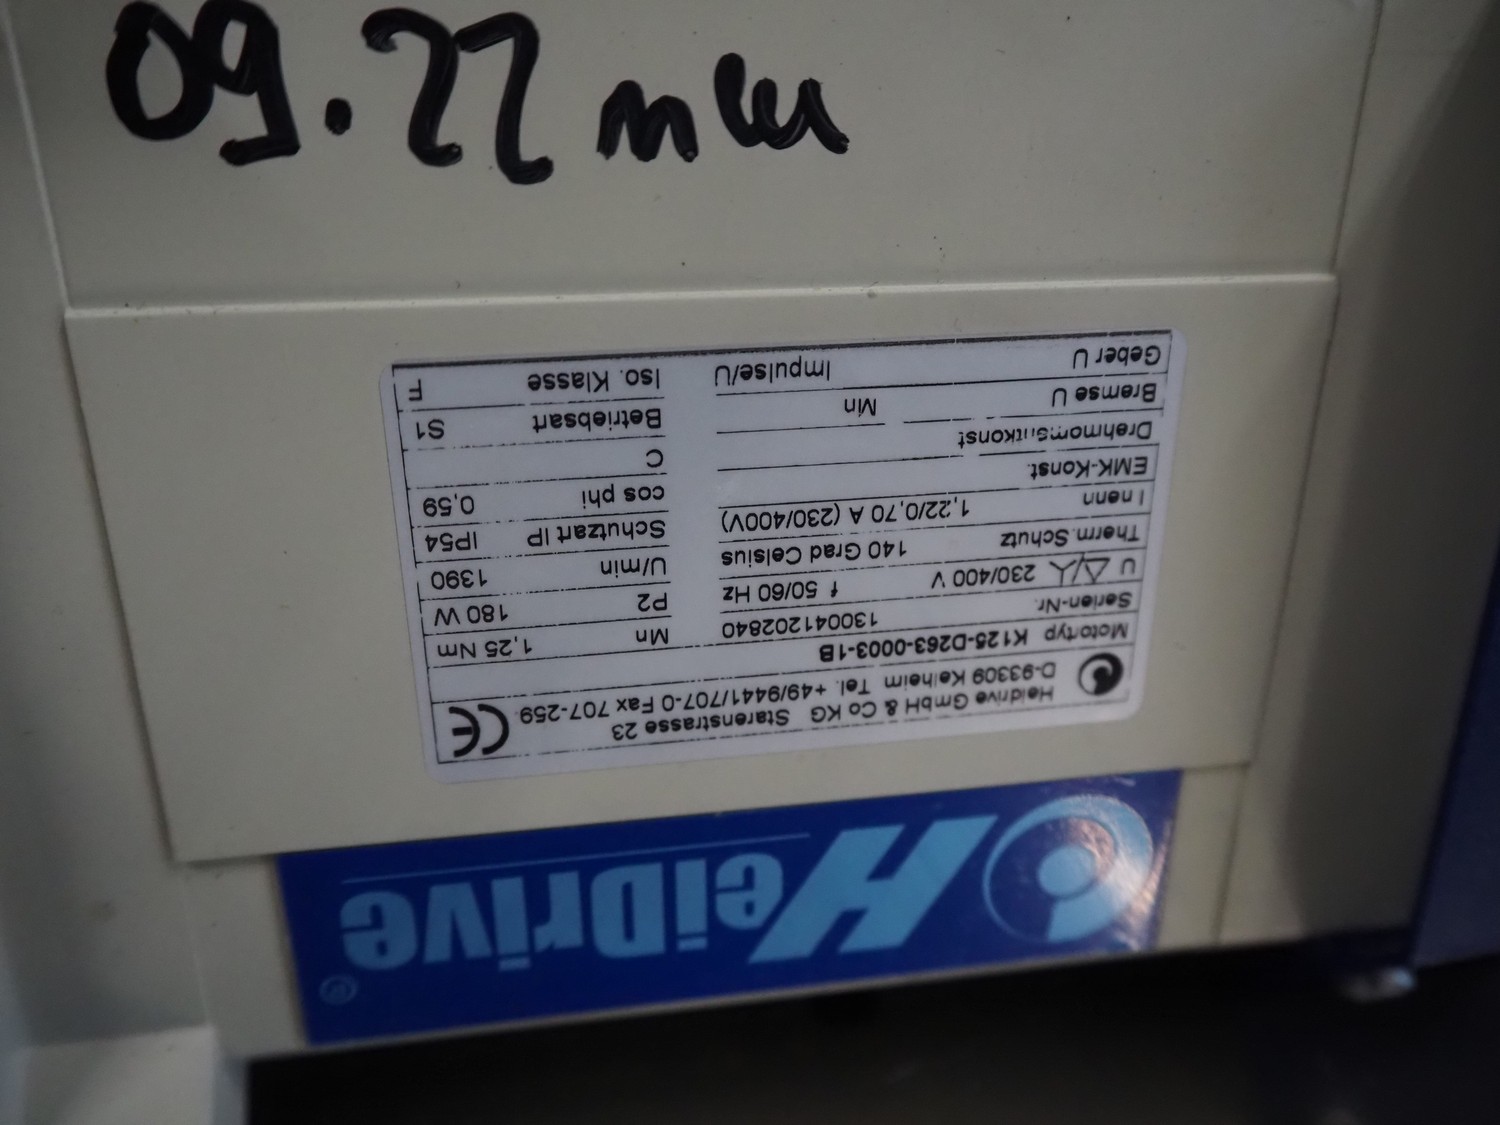 09.22
HeiDrive
®
Heidrive GmbH & Co KG Starenstrasse 23
D-93309 Kelheim Tel. +49/9441/707-0 Fax 707-259
CE
Motortyp K125-D263-0003-1B
Serien-Nr. 130041202840 Mn 1,25 Nm
U △/Y 230/400 V f 50/60 Hz P2 180 W
Therm. Schutz 140 Grad Celsius U/min 1390
I nenn 1,22/0,70 A (230/400V) Schutzart IP IP54
EMK-Konst. cos phi 0,59
Drehmomentkonst C
Bremse U Mn Betriebsart S1
Geber U Impulse/U Iso. Klasse F